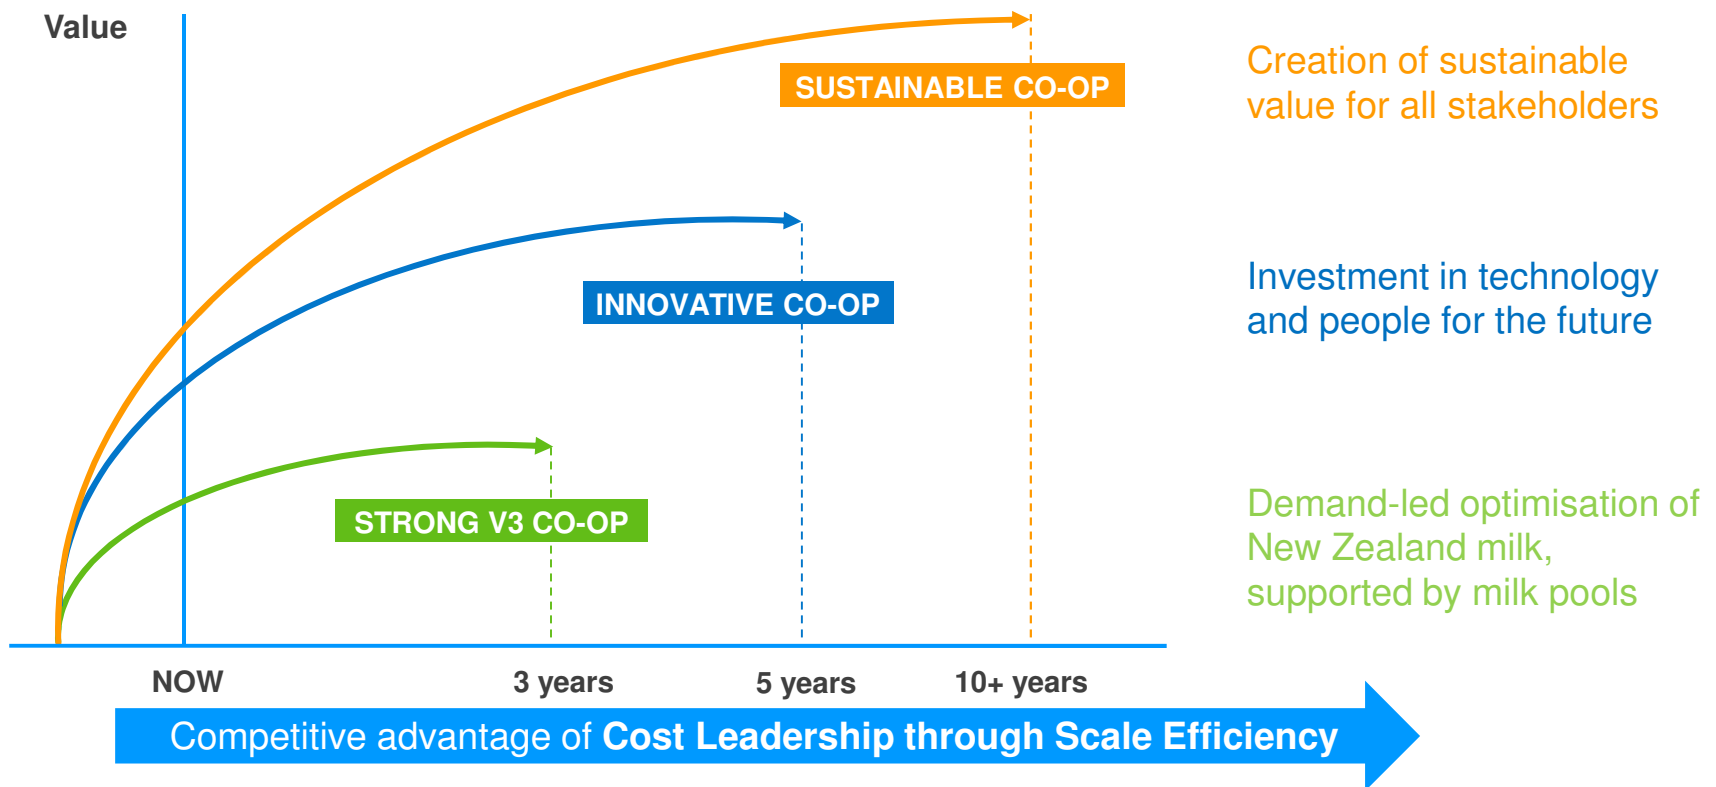 Value
SUSTAINABLE CO-OP
Creation of sustainable
value for all stakeholders
INNOVATIVE CO-OP
Investment in technology
and people for the future
STRONG V3 CO-OP
Demand-led optimisation of
New Zealand milk,
supported by milk pools
NOW
3 years
5 years
10+ years
Competitive advantage of Cost Leadership through Scale Efficiency